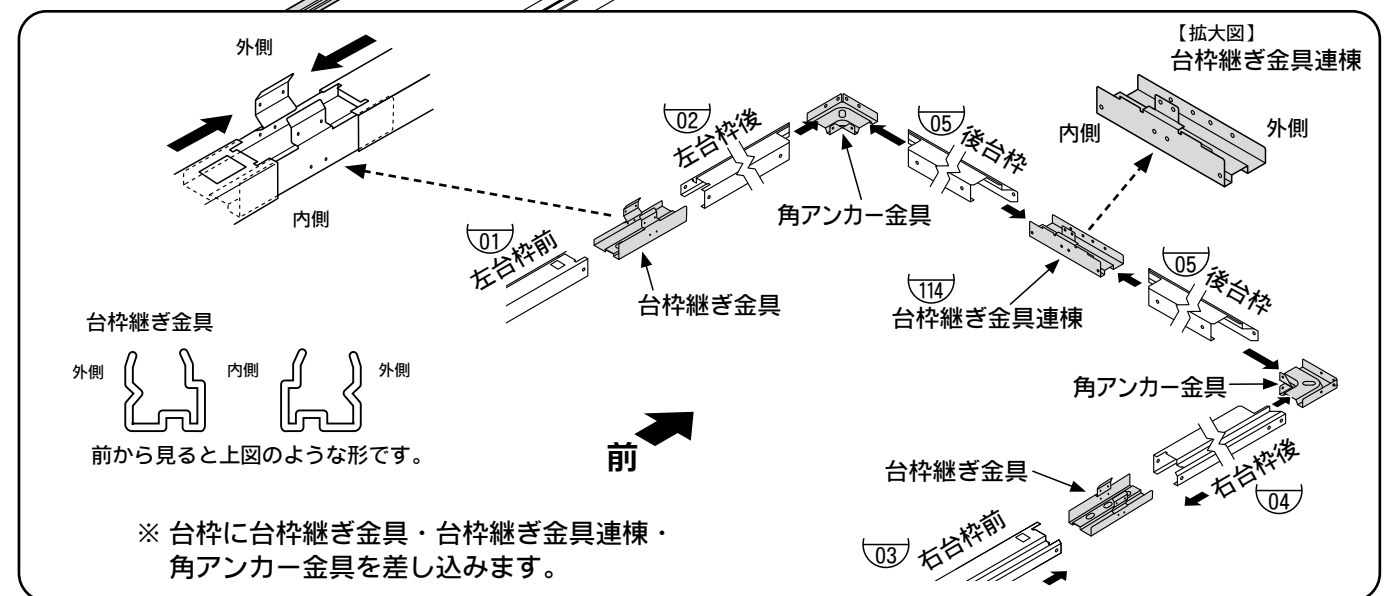 外側
内側
【拡大図】
台枠継ぎ金具連棟
内側
外側
02
左台枠後
角アンカー金具
05
後台枠
01
左台枠前
台枠継ぎ金具
114
台枠継ぎ金具連棟
05
後台枠
角アンカー金具
台枠継ぎ金具
外側
内側
外側
前から見ると上図のような形です。
前
台枠継ぎ金具
右台枠後
04
03
右台枠前
※ 台枠に台枠継ぎ金具・台枠継ぎ金具連棟・
角アンカー金具を差し込みます。